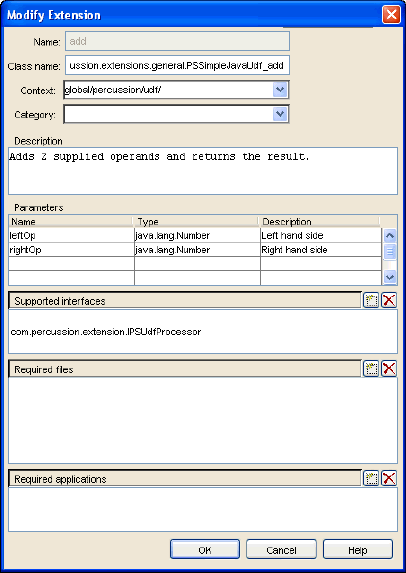 Modify Extension
Name: add
Class name: ussion.extensions.general.PSSimpleJavaUdf_add
Context: global/percussion/udf/
Category:
Description
Adds 2 supplied operands and returns the result.
Parameters
Name Type Description
leftOp java.lang.Number Left hand side
rightOp java.lang.Number Right hand side
Supported interfaces
com.percussion.extension.IPSUdfProcessor
Required files
Required applications
OK Cancel Help